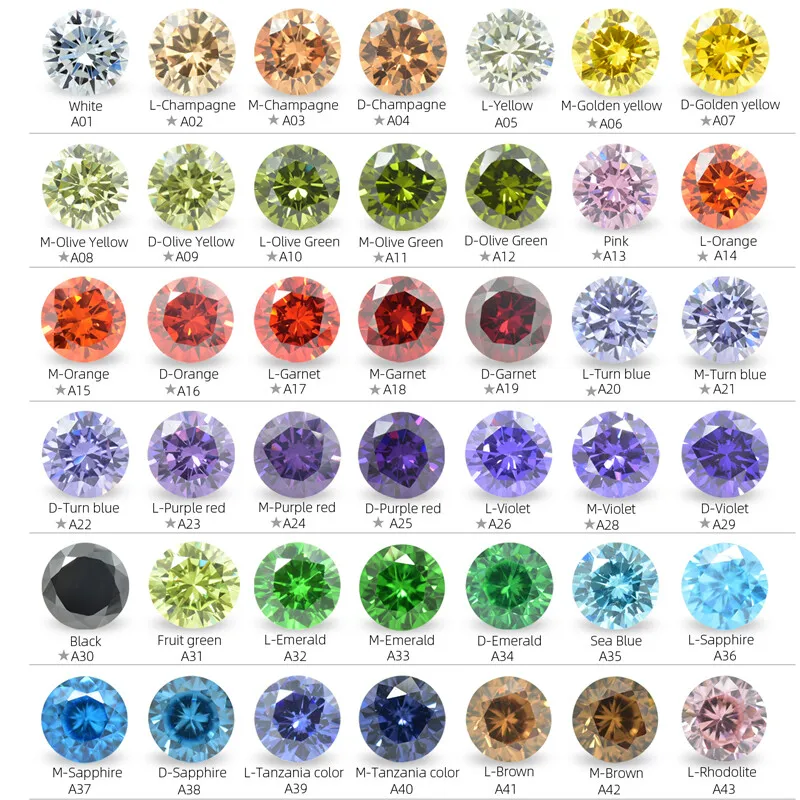 White L-Champagne M-Champagne D-Champagne L-Yellow M-Golden yellow D-Golden yellow
A01 ★A02 ★A03 ★A04 A05 ★A06 ★A07
M-Olive Yellow D-Olive Yellow L-Olive Green M-Olive Green D-Olive Green Pink L-Orange
★A08 ★A09 ★A10 ★A11 ★A12 ★A13 ★A14
M-Orange D-Orange L-Garnet M-Garnet D-Garnet L-Turn blue M-Turn blue
★A15 ★A16 ★A17 ★A18 ★A19 ★A20 ★A21
D-Turn blue L-Purple red M-Purple red D-Purple red L-Violet M-Violet D-Violet
★A22 ★A23 ★A24 ★A25 ★A26 ★A28 ★A29
Black Fruit green L-Emerald M-Emerald D-Emerald Sea Blue L-Sapphire
★A30 A31 A32 A33 A34 A35 A36
M-Sapphire D-Sapphire L-Tanzania color M-Tanzania color L-Brown M-Brown L-Rhodolite
A37 A38 A39 A40 A41 A42 A43